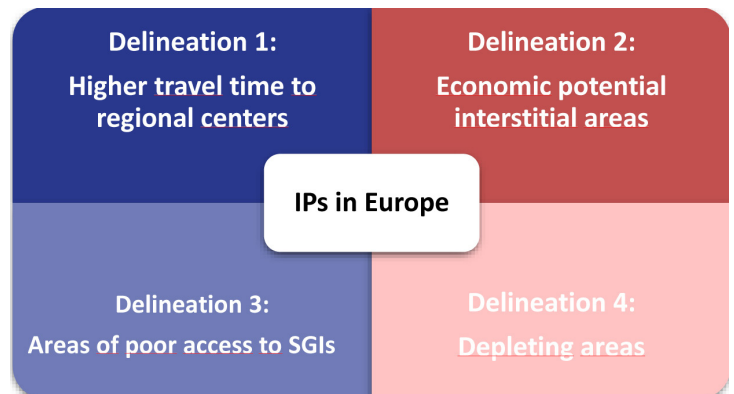 Delineation 1:
Higher travel time to
regional centers
Delineation 2:
Economic potential
interstitial areas
IPs in Europe
Delineation 3:
Areas of poor access to SGIs
Delineation 4:
Depleting areas